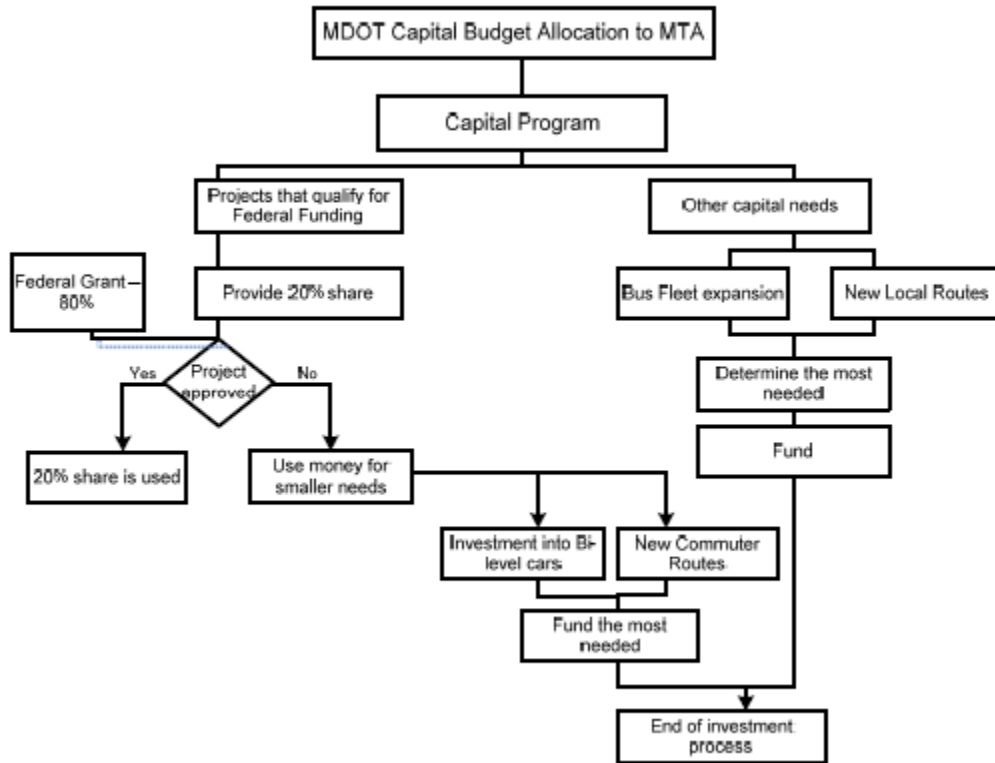 MDOT Capital Budget Allocation to MTA
Capital Program
Projects that qualify for
Federal Funding
Other capital needs
Federal Grant—
80%
Provide 20% share
Bus Fleet expansion
New Local Routes
Yes
Project
approved
No
Determine the most
needed
20% share is used
Use money for
smaller needs
Fund
Investment into Bi-
level cars
New Commuter
Routes
Fund the most
needed
End of investment
process